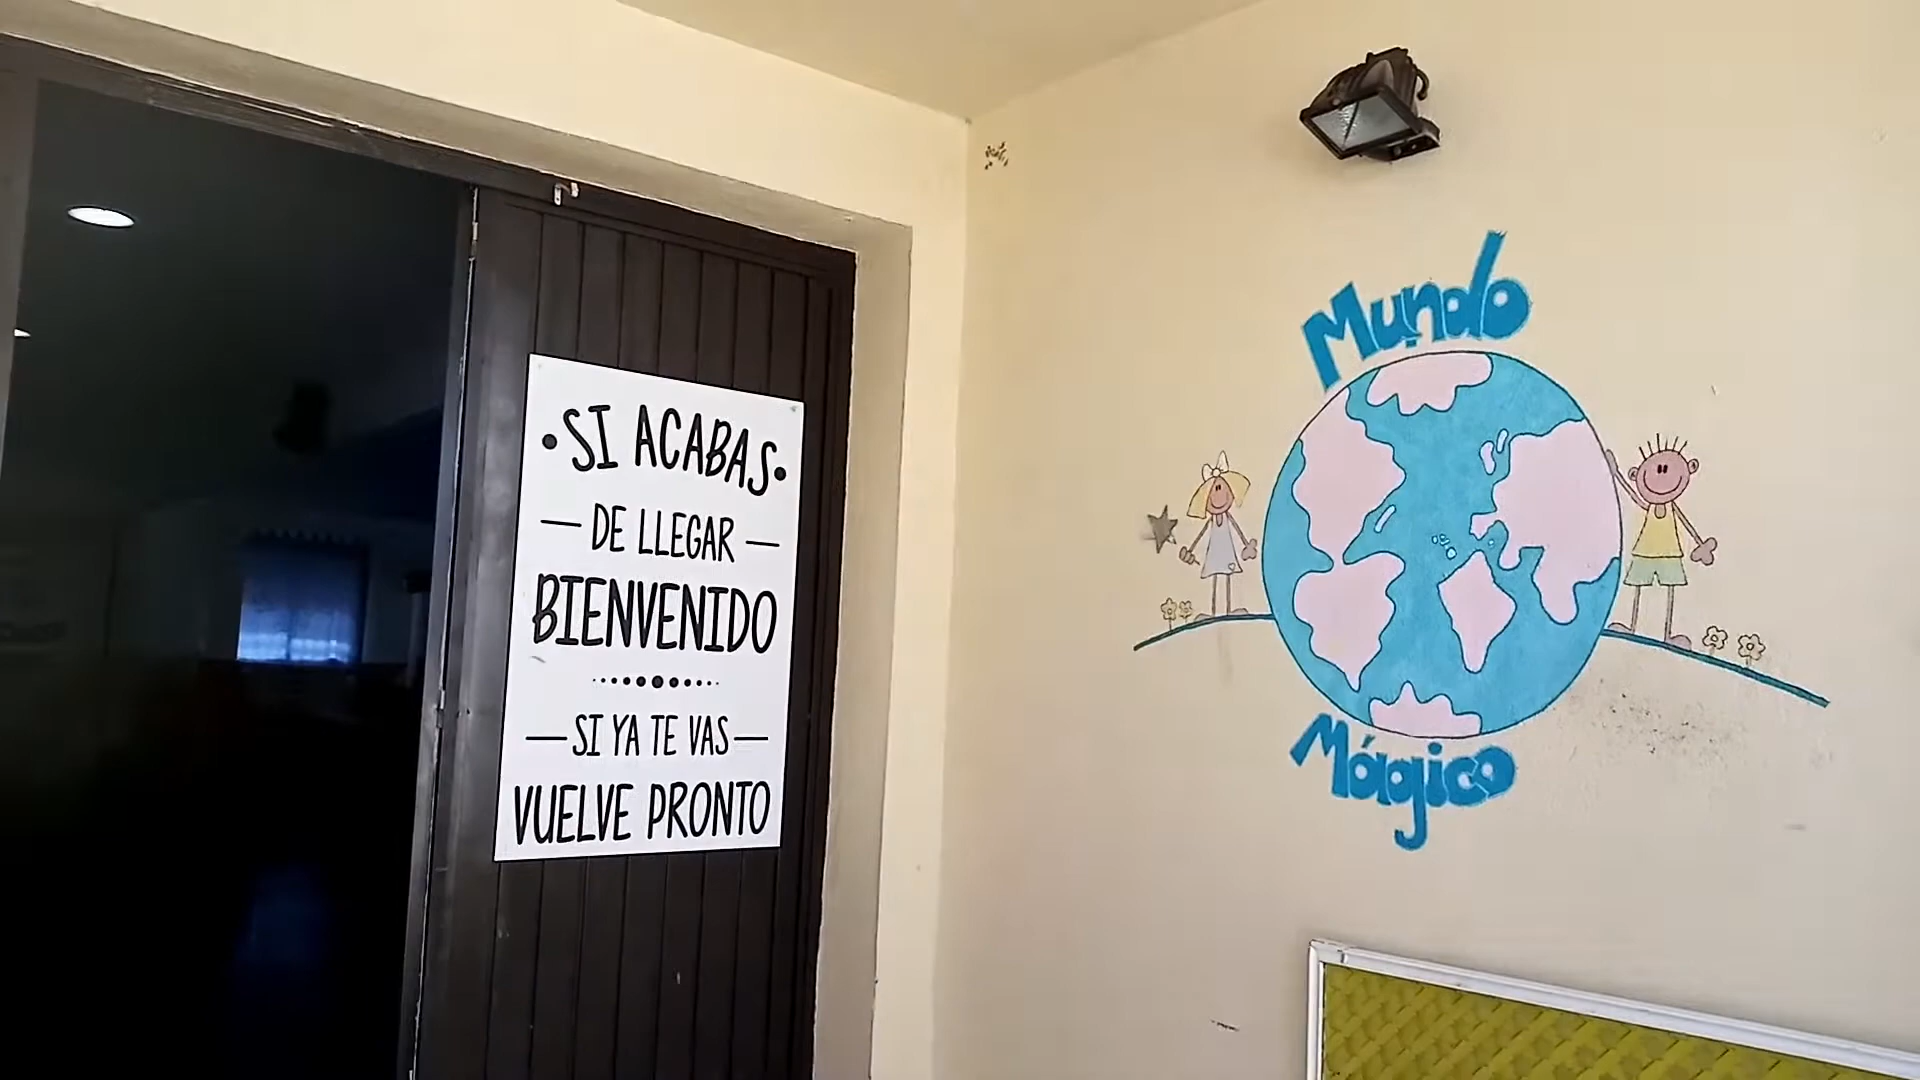 SI ACABAS
DE LLEGAR
BIENVENIDO
SI YA TE VAS
VUELVE PRONTO
Mundo
Mágico